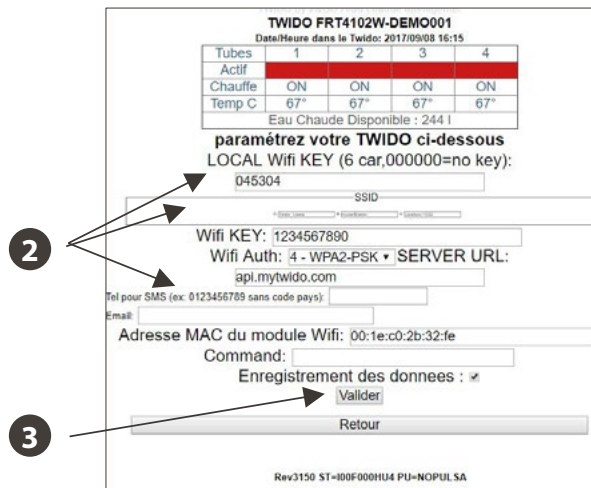 TWIDO FRT4102W-DEMO001
Date/Heure dans le Twido: 2017/09/08 16:15
Tubes 1 2 3 4
Actif
Chauffe ON ON ON ON
Temp C 67° 67° 67° 67°
Eau Chaude Disponible : 244 l
paramétrez votre TWIDO ci-dessous
LOCAL Wifi KEY (6 car,000000=no key):
045304
SSID
2
Wifi KEY: 1234567890
Wifi Auth: 4 - WPA2-PSK SERVER URL:
api.mytwido.com
Tel pour SMS (ex: 0123456789 sans code pays):
Email:
Adresse MAC du module Wifi: 00:1e:c0:2b:32:fe
Command:
Enregistrement des donnees :
Valider
3
Retour
Rev3150 ST=I00F000HU4 PU=NOPULSA